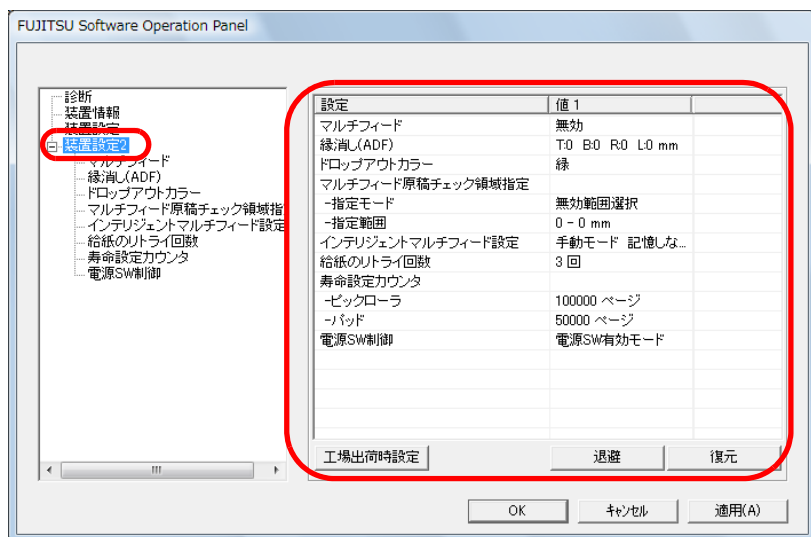 FUJITSU Software Operation Panel
診断
装置情報
装置設定
装置設定2
マルチフィード
縁消し(ADF)
ドロップアウトカラー
マルチフィード原稿チェック領域指
インテリジェントマルチフィード設定
給紙のリトライ回数
寿命設定カウンタ
電源SW制御
設定 値 1
マルチフィード 無効
縁消し(ADF) T:0 B:0 R:0 L:0 mm
ドロップアウトカラー 緑
マルチフィード原稿チェック領域指定
-指定モード 無効範囲選択
-指定範囲 0 - 0 mm
インテリジェントマルチフィード設定 手動モード 記憶しな...
給紙のリトライ回数 3 回
寿命設定カウンタ
-ピックローラ 100000 ページ
-パッド 50000 ページ
電源SW制御 電源SW有効モード
工場出荷時設定 退避 復元
OK キャンセル 適用(A)